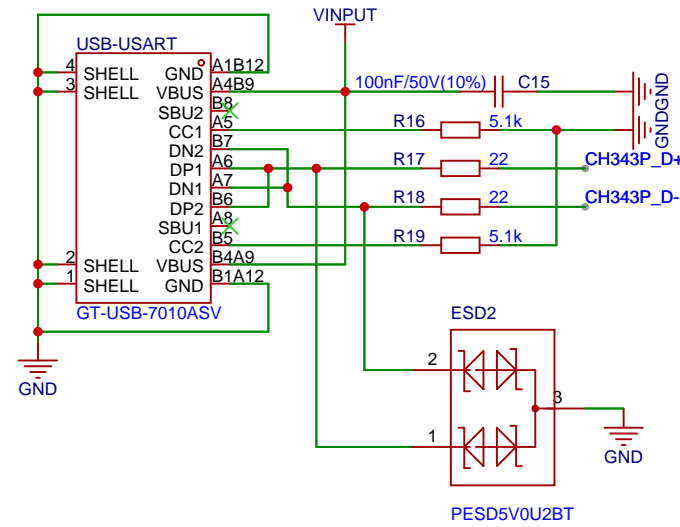 VINPUT
USB-USART
4 SHELL GND A1B12
3 SHELL VBUS A4B9
100nF/50V(10%) C15
GND
SBU2 B8
CC1 A5 R16 5.1k
GND
DN2 B7
DP1 A6 R17 22 CH343P_D+
DN1 A7
DP2 B6 R18 22 CH343P_D-
SBU1 A8
CC2 B5 R19 5.1k
2 SHELL VBUS B4A9
1 SHELL GND B1A12
GT-USB-7010ASV
ESD2
GND
2
3
1
GND
PESD5V0U2BT